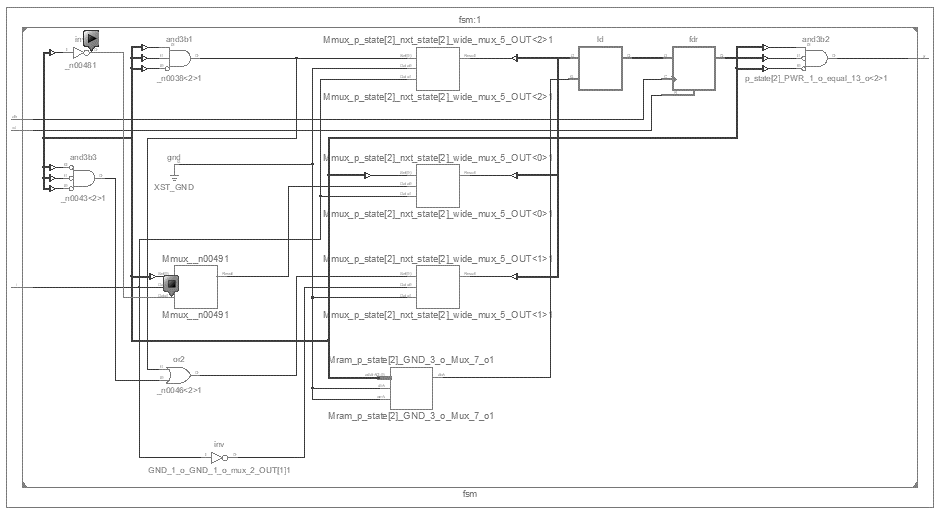 fsm:1
inv
and3b1
Mmux_p_state[2]_nxt_state[2]_wide_mux_5_OUT<2>1
ld
fdr
and3b2
_n00481
_n0038<2>1
p_state[2]_PWR_1_o_equal_13_o<2>1
Mmux_p_state[2]_nxt_state[2]_wide_mux_5_OUT<2>1
and3b3
gnd
Mmux_p_state[2]_nxt_state[2]_wide_mux_5_OUT<0>1
XST_GND
_n0043<2>1
Mmux_p_state[2]_nxt_state[2]_wide_mux_5_OUT<0>1
Mmux__n00491
Mmux_p_state[2]_nxt_state[2]_wide_mux_5_OUT<1>1
Mmux__n00491
Mmux_p_state[2]_nxt_state[2]_wide_mux_5_OUT<1>1
or2
Mram_p_state[2]_GND_3_o_Mux_7_o1
_n0046<2>1
Mram_p_state[2]_GND_3_o_Mux_7_o1
inv
GND_1_o_GND_1_o_mux_2_OUT[1]1
fsm